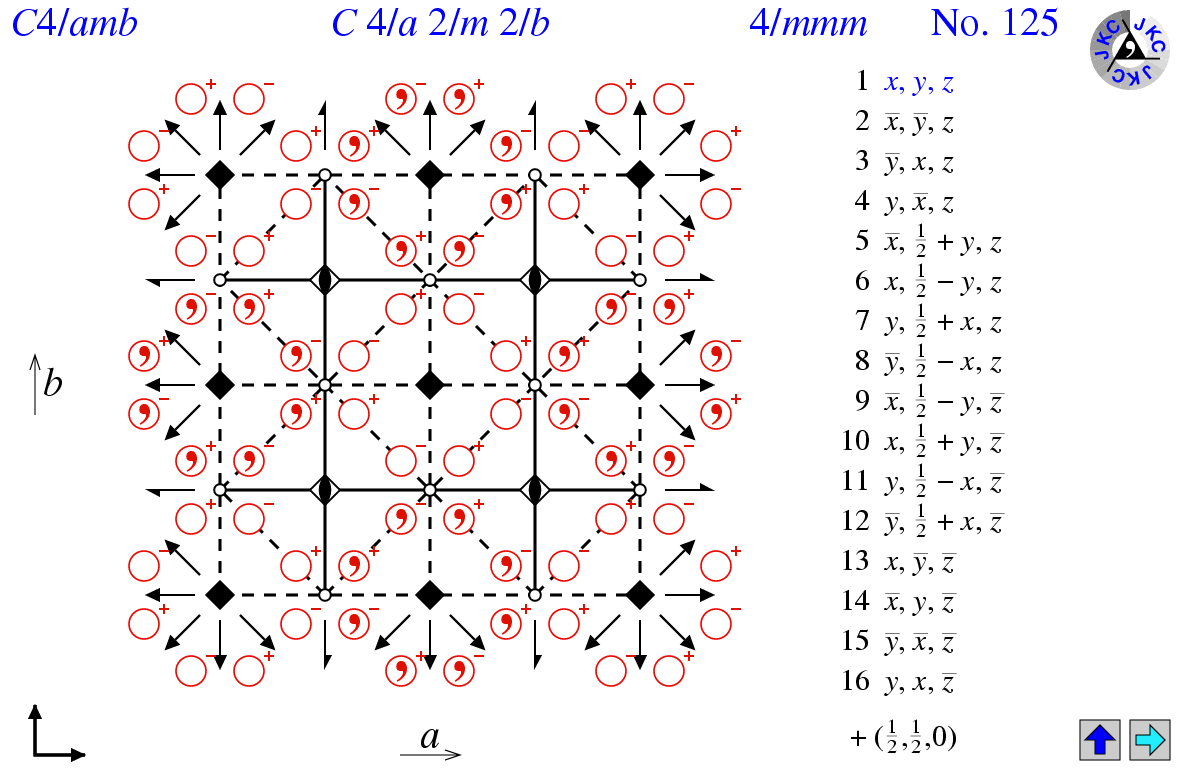 C4/amb C 4/a 2/m 2/b 4/mmm No. 125
JKC JKC JKC
1 x, y, z
2 x̅, y̅, z
3 y̅, x, z
4 y, x̅, z
5 x̅, 1/2 + y, z
6 x, 1/2 − y, z
7 y, 1/2 + x, z
8 y̅, 1/2 − x, z
9 x̅, 1/2 − y, z̅
10 x, 1/2 + y, z̅
11 y, 1/2 − x, z̅
12 y̅, 1/2 + x, z̅
13 x, y̅, z̅
14 x̅, y, z̅
15 y̅, x̅, z̅
16 y, x, z̅
+ (1/2,1/2,0)
b
a